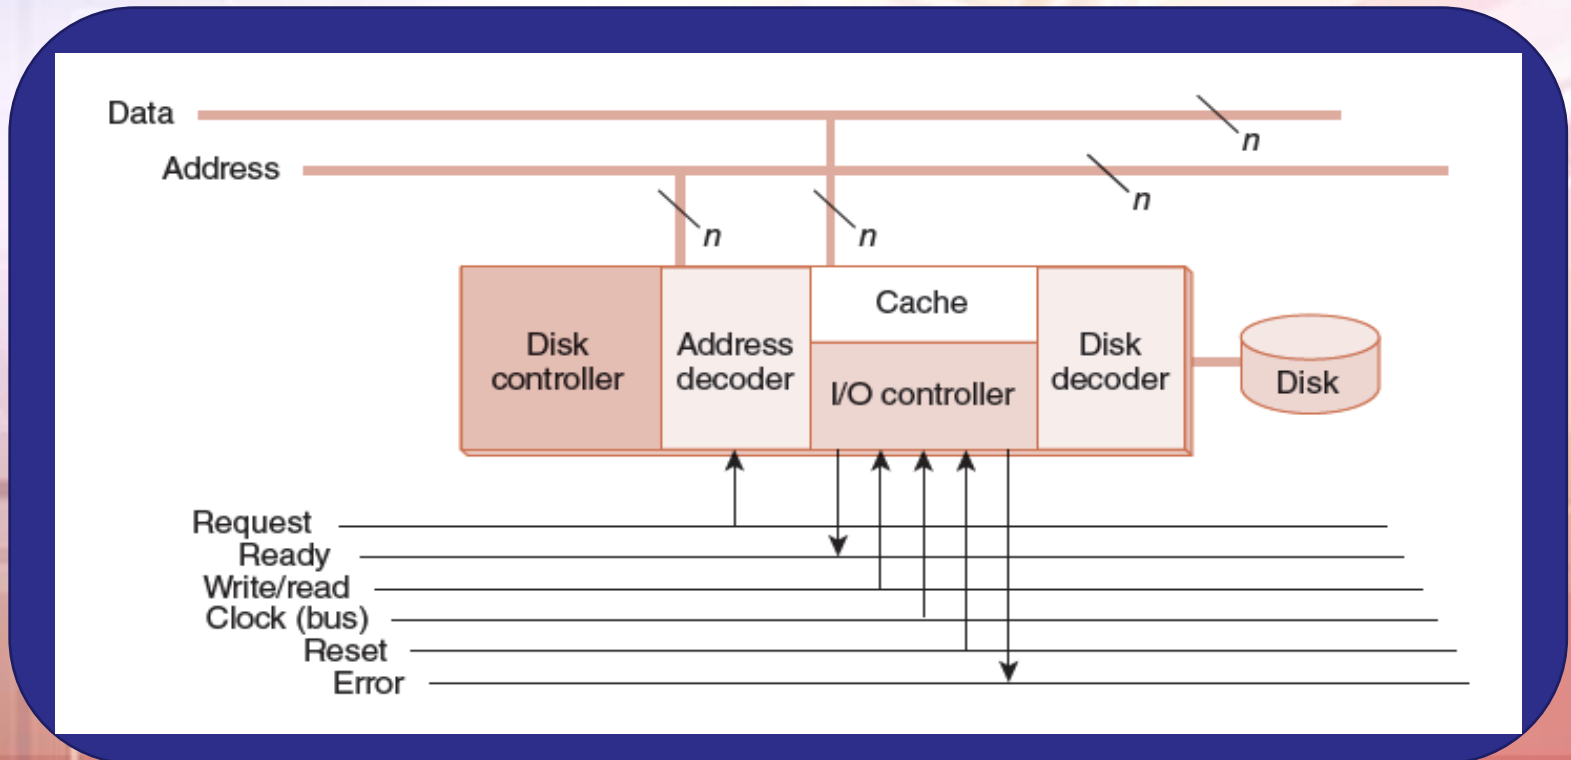 Data
n
Address
n
n
n
Cache
Disk
controller
Address
decoder
I/O controller
Disk
decoder
Disk
Request
Ready
Write/read
Clock (bus)
Reset
Error